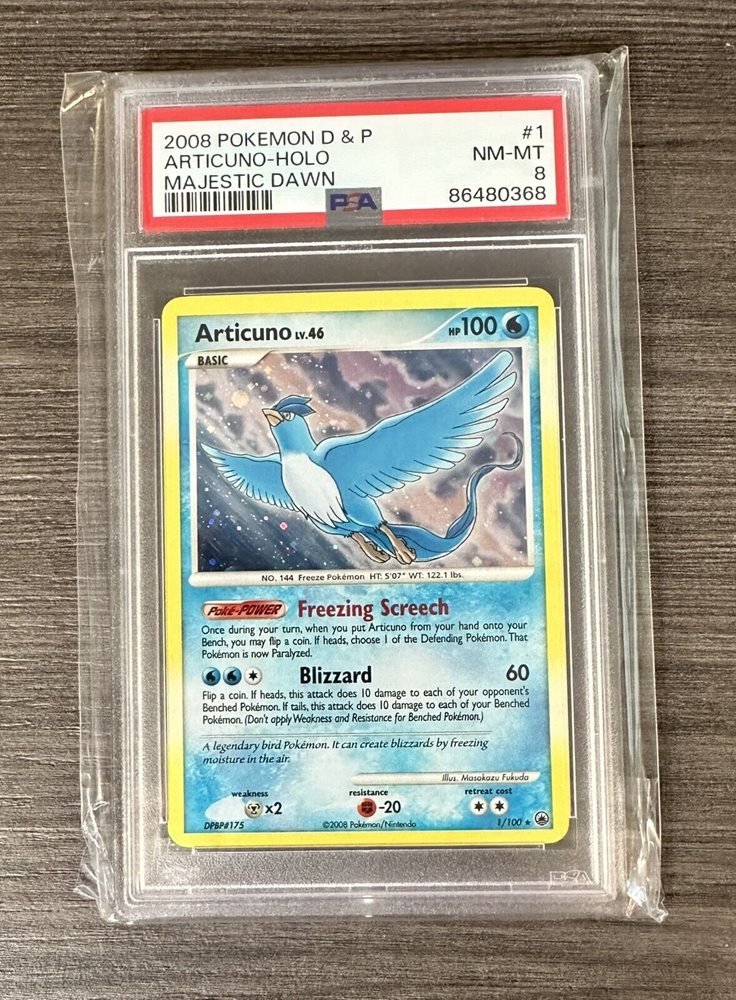 2008 POKEMON D & P #1
ARTICUNO-HOLO NM-MT
MAJESTIC DAWN 8
PSA 86480368
Articuno LV.46 HP 100
BASIC
NO. 144 Freeze Pokémon HT: 5'07" WT: 122.1 lbs.
Poké-POWER Freezing Screech
Once during your turn, when you put Articuno from your hand onto your
Bench, you may flip a coin. If heads, choose 1 of the Defending Pokémon. That
Pokémon is now Paralyzed.
Blizzard 60
Flip a coin. If heads, this attack does 10 damage to each of your opponent's
Benched Pokémon. If tails, this attack does 10 damage to each of your Benched
Pokémon. (Don't apply Weakness and Resistance for Benched Pokémon.)
A legendary bird Pokémon. It can create blizzards by freezing
moisture in the air.
Illus. Masakazu Fukuda
weakness resistance retreat cost
x2 -20
DPBP#175 ©2008 Pokémon/Nintendo 1/100 ★
PSA